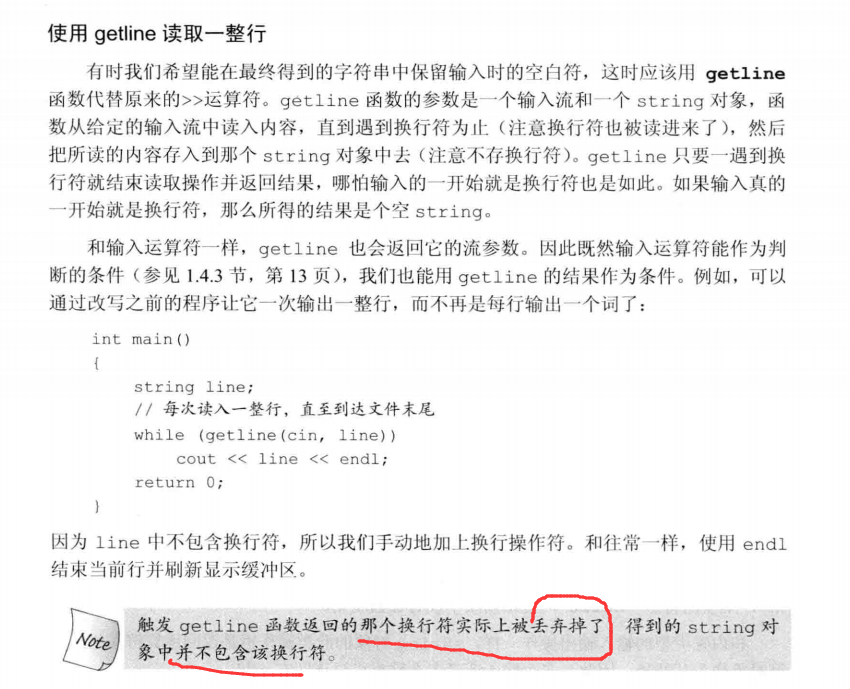 使用 getline 读取一整行
有时我们希望能在最终得到的字符串中保留输入时的空白符，这时应该用 getline
函数代替原来的>>运算符。getline 函数的参数是一个输入流和一个 string 对象，函
数从给定的输入流中读入内容，直到遇到换行符为止（注意换行符也被读进来了），然后
把所读的内容存入到那个 string 对象中去（注意不存换行符）。getline 只要一遇到换
行符就结束读取操作并返回结果，哪怕输入的一开始就是换行符也是如此。如果输入真的
一开始就是换行符，那么所得的结果是个空 string。
和输入运算符一样，getline 也会返回它的流参数。因此既然输入运算符能作为判
断的条件（参见 1.4.3 节，第 13 页），我们也能用 getline 的结果作为条件。例如，可以
通过改写之前的程序让它一次输出一整行，而不再是每行输出一个词了：
int main()
{
string line;
// 每次读入一整行，直至到达文件末尾
while (getline(cin, line))
cout << line << endl;
return 0;
}
因为 line 中不包含换行符，所以我们手动地加上换行操作符。和往常一样，使用 endl
结束当前行并刷新显示缓冲区。
Note
触发 getline 函数返回的那个换行符实际上被丢弃掉了 得到的 string 对
象中并不包含该换行符。